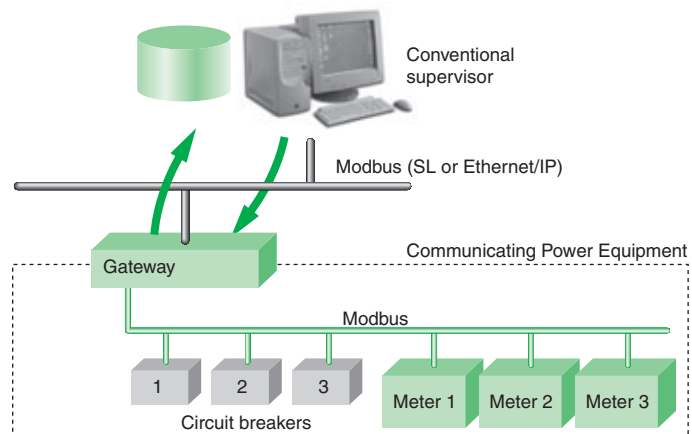 Conventional
supervisor
Modbus (SL or Ethernet/IP)
Communicating Power Equipment
Gateway
Modbus
1
2
3
Meter 1
Meter 2
Meter 3
Circuit breakers